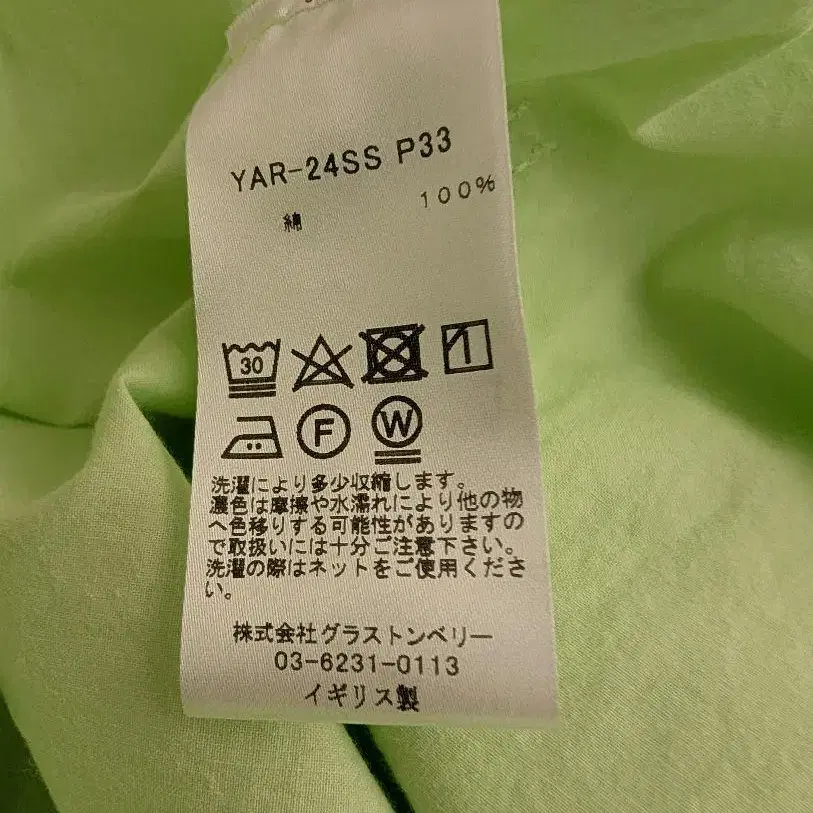 YAR-24SS P33
綿 100%
30
F W
洗濯により多少収縮します。
濃色は摩擦や水濡れにより他の物
へ色移りする可能性がありますの
で取扱いには十分ご注意下さい。
洗濯の際はネットをご使用くださ
い。
株式会社グラストンベリー
03-6231-0113
イギリス製